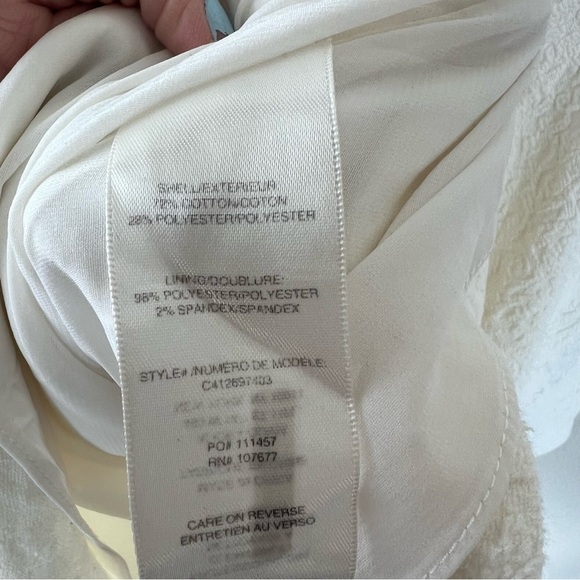 SHELL/EXTERIEUR
72% COTTON/COTON
28% POLYESTER/POLYESTER
LINING/DOUBLURE:
98% POLYESTER/POLYESTER
2% SPANDEX/SPANDEX
STYLE# /NUMERO DE MODELE:
C412697403
PO# 111457
RN# 107677
CARE ON REVERSE
ENTRETIEN AU VERSO